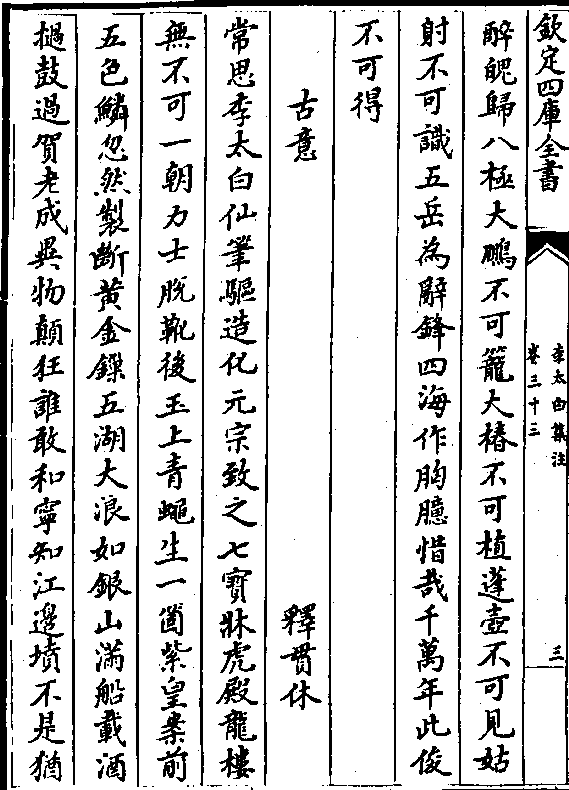 欽定四庫全書
李太白集注
卷三十三
三
醉魄歸八極大鵬不可籠大椿不可植蓬壺不可見姑
射不可識五岳為辭鋒四海作胸臆惜哉千萬年此俊
不可得
古意
釋貫休
常思李太白仙筆驅造化元宗致之七寶牀虎殿龍樓
無不可一朝力士脫靴後玉上青蠅生一箇紫皇案前
五色鱗忽然掣斷黃金鏁五湖大浪如銀山滿船載酒
撾鼓過賀老成異物顛狂誰敢和寧知江邊墳不是猶